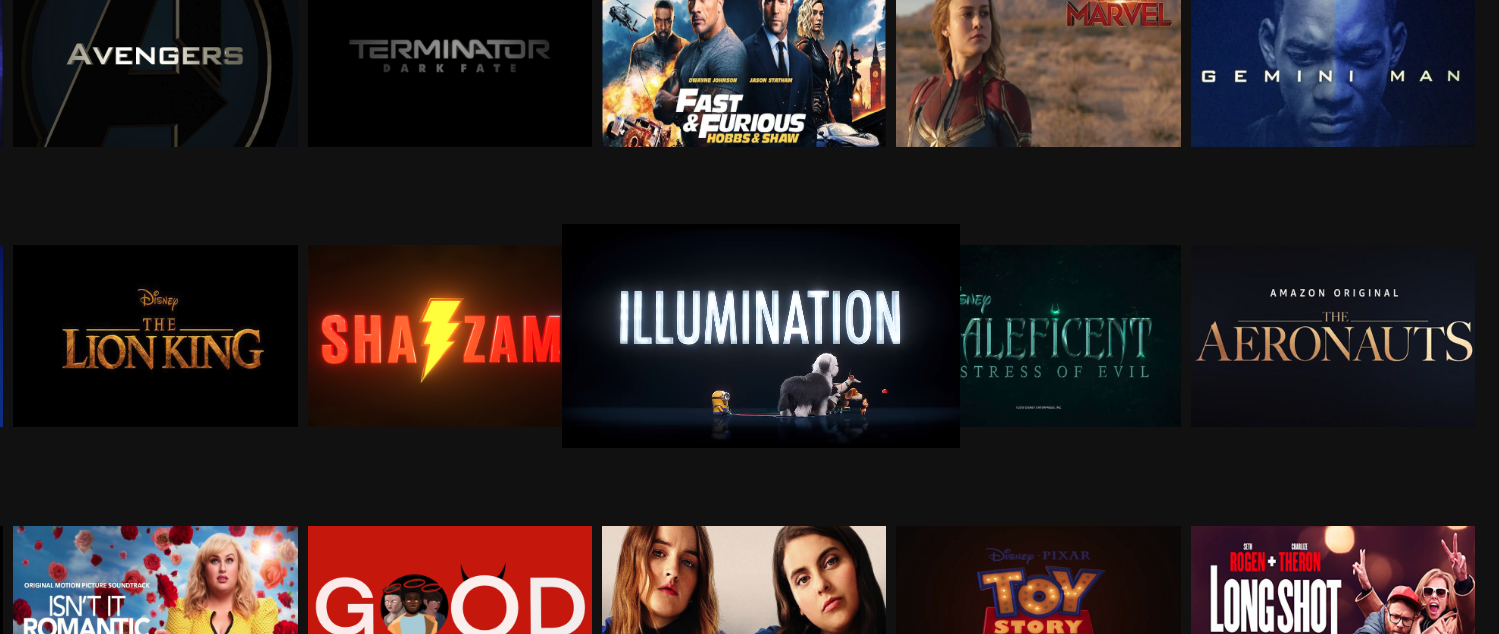 AVENGERS
TERMINATOR
DARK FATE
DWAYNE JOHNSON JASON STATHAM
FAST
& FURIOUS
HOBBS & SHAW
MARVEL
GEMINI MAN
Disney
THE
LION KING
SHAZAM
ILLUMINATION
SNEY
ALEFICENT
STRESS OF EVIL
AMAZON ORIGINAL
THE
AERONAUTS
ORIGINAL MOTION PICTURE SOUNDTRACK
ISN'T IT
ROMANTIC
GOOD
Disney · PIXAR
TOY
STORY
SETH CHARLIZE
ROGEN + THERON
LONG SHOT